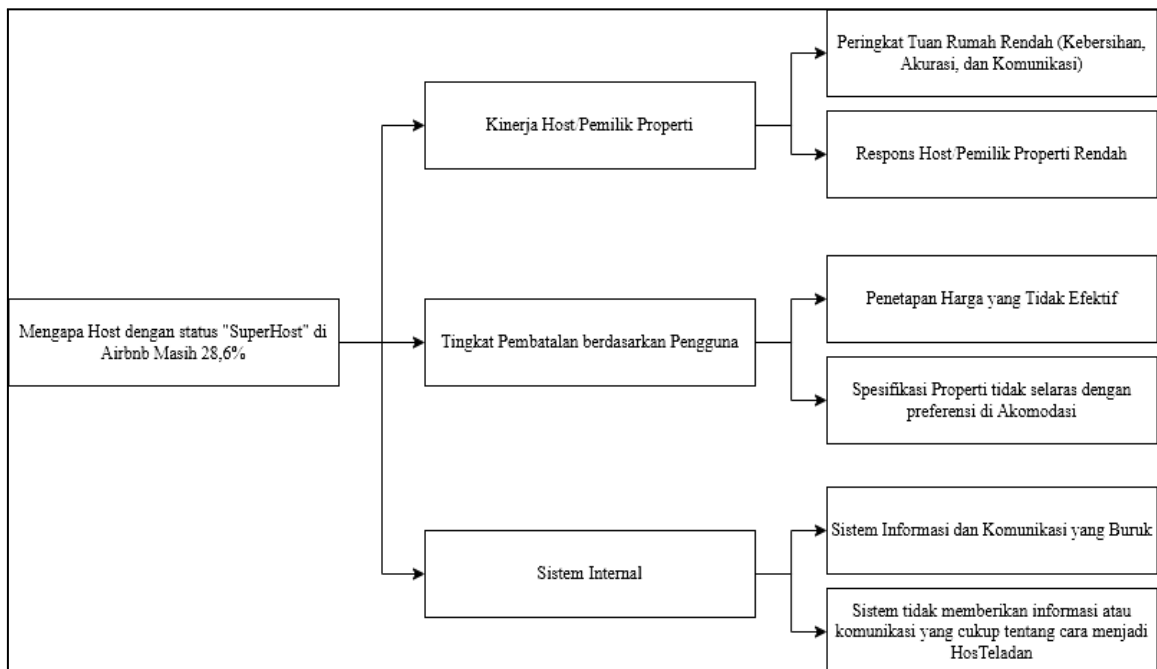 Peringkat Tuan Rumah Rendah (Kebersihan,
Akurasi, dan Komunikasi)
Kinerja Host/Pemilik Properti
Respons Host/Pemilik Properti Rendah
Mengapa Host dengan status "SuperHost" di
Airbnb Masih 28,6%
Tingkat Pembatalan berdasarkan Pengguna
Penetapan Harga yang Tidak Efektif
Spesifikasi Properti tidak selaras dengan
preferensi di Akomodasi
Sistem Internal
Sistem Informasi dan Komunikasi yang Buruk
Sistem tidak memberikan informasi atau
komunikasi yang cukup tentang cara menjadi
HosTeladan